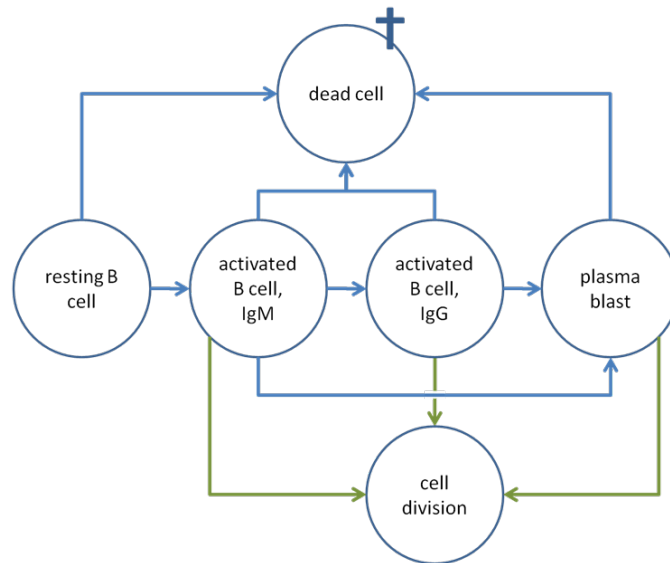 dead cell
resting B
cell
activated
B cell,
IgM
activated
B cell,
IgG
plasma
blast
cell
division